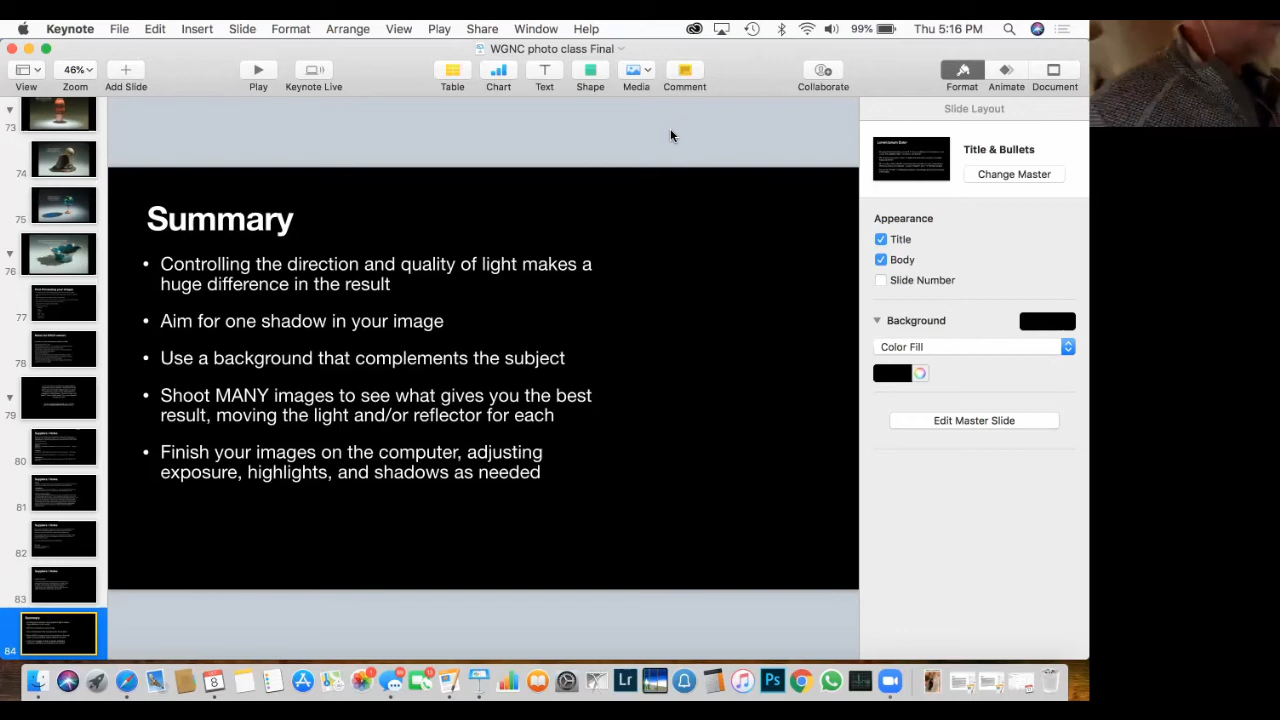 Keynote File Edit Insert Slide Format Arrange View Play Share Window Help 99% Thu 5:16 PM
WGNC photo class Final
View 46% Zoom Add Slide Play Keynote Live Table Chart Text Shape Media Comment Collaborate Format Animate Document
73
74
75
76
77
78
79
80
81
82
83
84
Summary
• Controlling the direction and quality of light makes a
huge difference in the result
• Aim for one shadow in your image
• Use a background that complements the subject
• Shoot MANY images to see what gives you the best
result, moving the light and/or reflector for each
• Finish your image on the computer, adjusting
exposure, highlights, and shadows as needed
Slide Layout
Title & Bullets
Change Master
Appearance
Title
Body
Slide Number
Background
Color Fill
Edit Master Slide
8
Lr
Ps